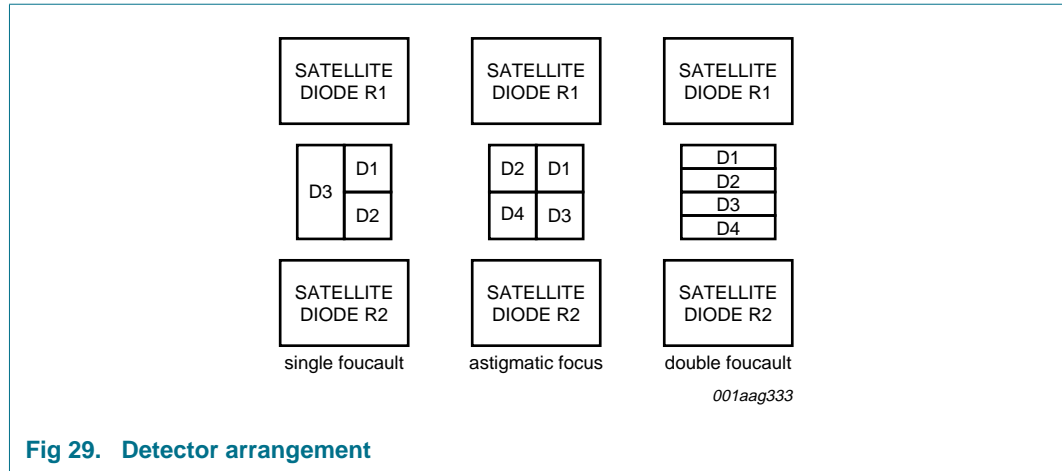 SATELLITE
DIODE R1
SATELLITE
DIODE R1
SATELLITE
DIODE R1
D3
D1
D2
D2
D1
D4
D3
D1
D2
D3
D4
SATELLITE
DIODE R2
SATELLITE
DIODE R2
SATELLITE
DIODE R2
single foucault
astigmatic focus
double foucault
001aag333
Fig 29. Detector arrangement